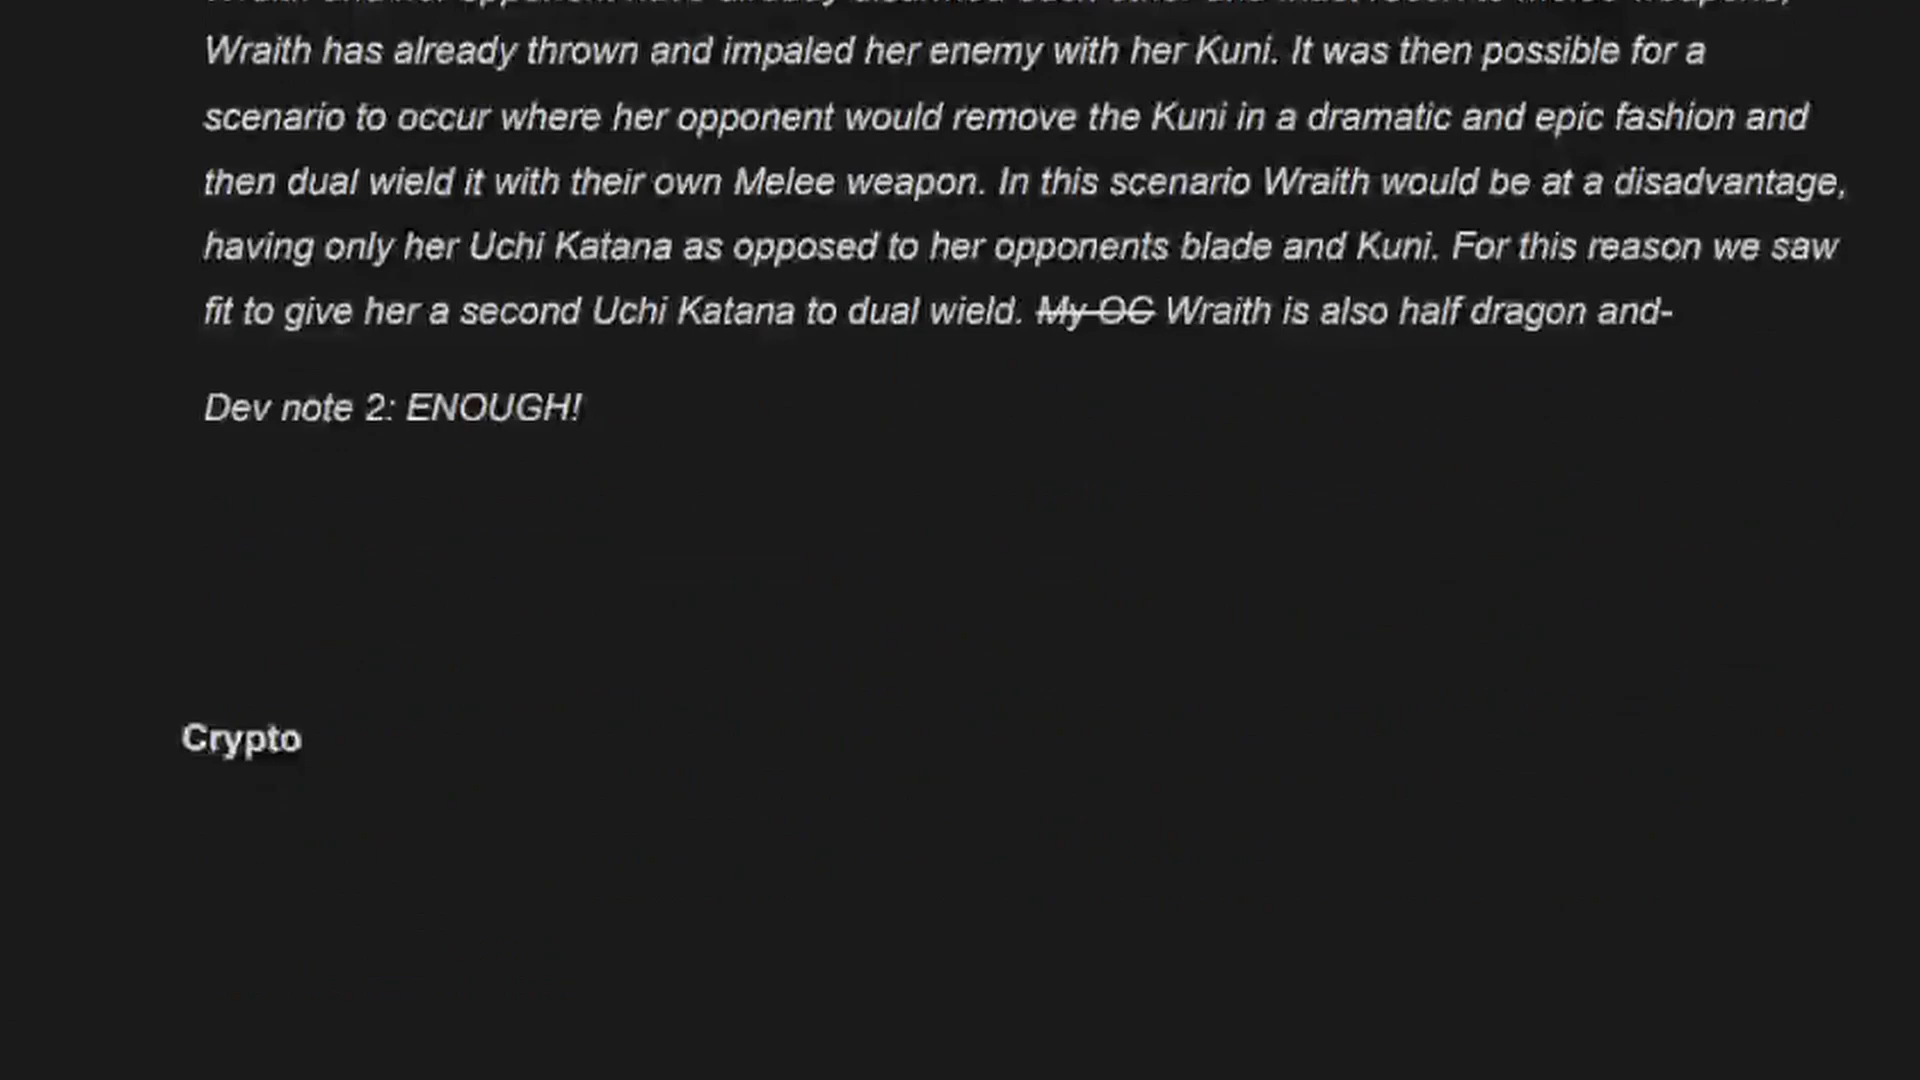 Wraith has already thrown and impaled her enemy with her Kuni. It was then possible for a
scenario to occur where her opponent would remove the Kuni in a dramatic and epic fashion and
then dual wield it with their own Melee weapon. In this scenario Wraith would be at a disadvantage,
having only her Uchi Katana as opposed to her opponents blade and Kuni. For this reason we saw
fit to give her a second Uchi Katana to dual wield. My OC Wraith is also half dragon and-
Dev note 2: ENOUGH!
Crypto